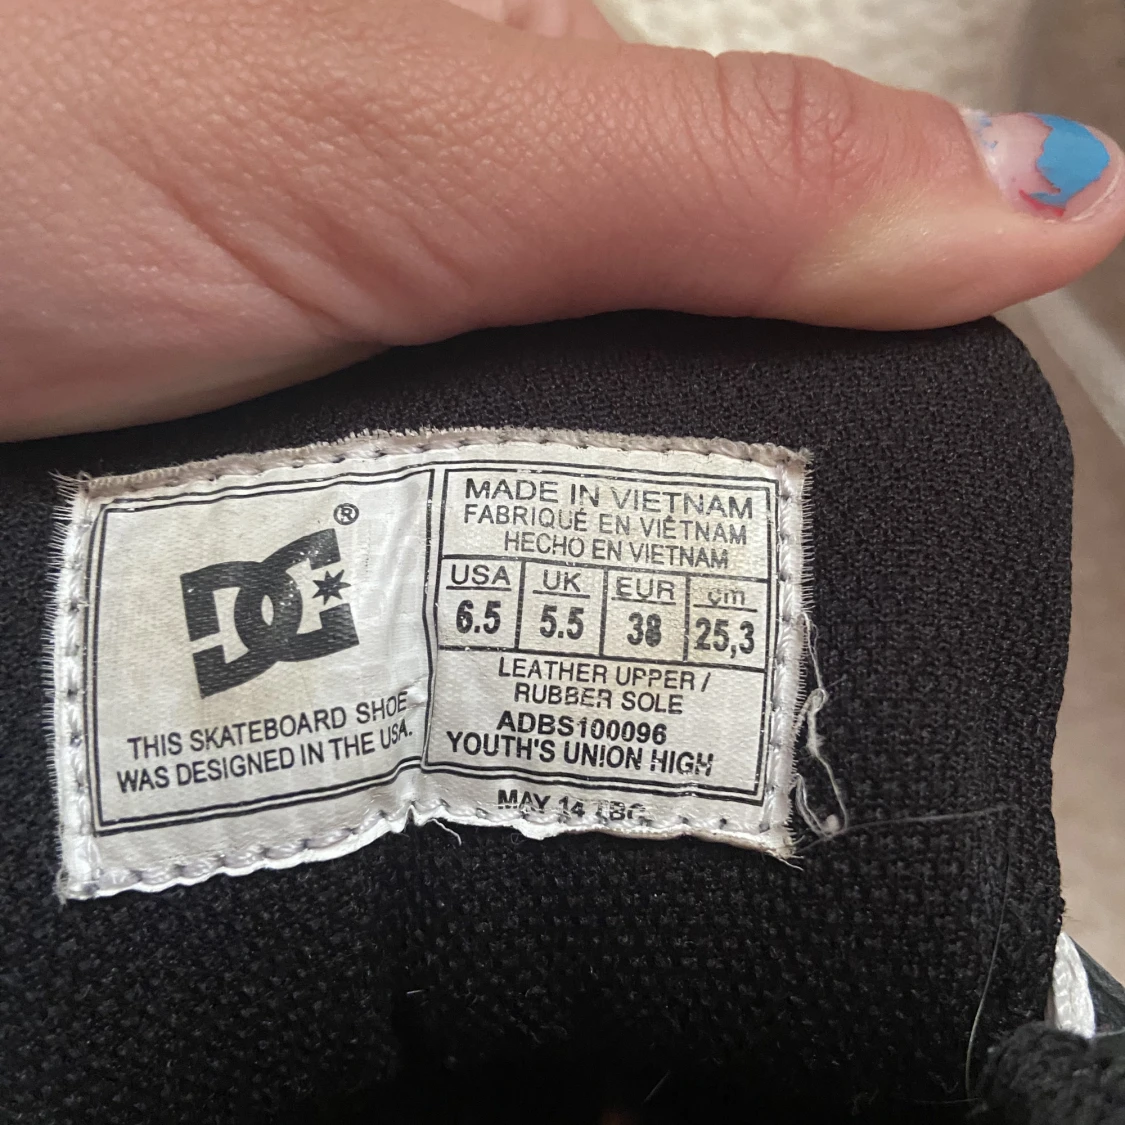 DC®
THIS SKATEBOARD SHOE
WAS DESIGNED IN THE USA.
MADE IN VIETNAM
FABRIQUÉ EN VIÊTNAM
HECHO EN VIETNAM
USA UK EUR cm
6.5 5.5 38 25,3
LEATHER UPPER /
RUBBER SOLE
ADBS100096
YOUTH'S UNION HIGH
MAY 14